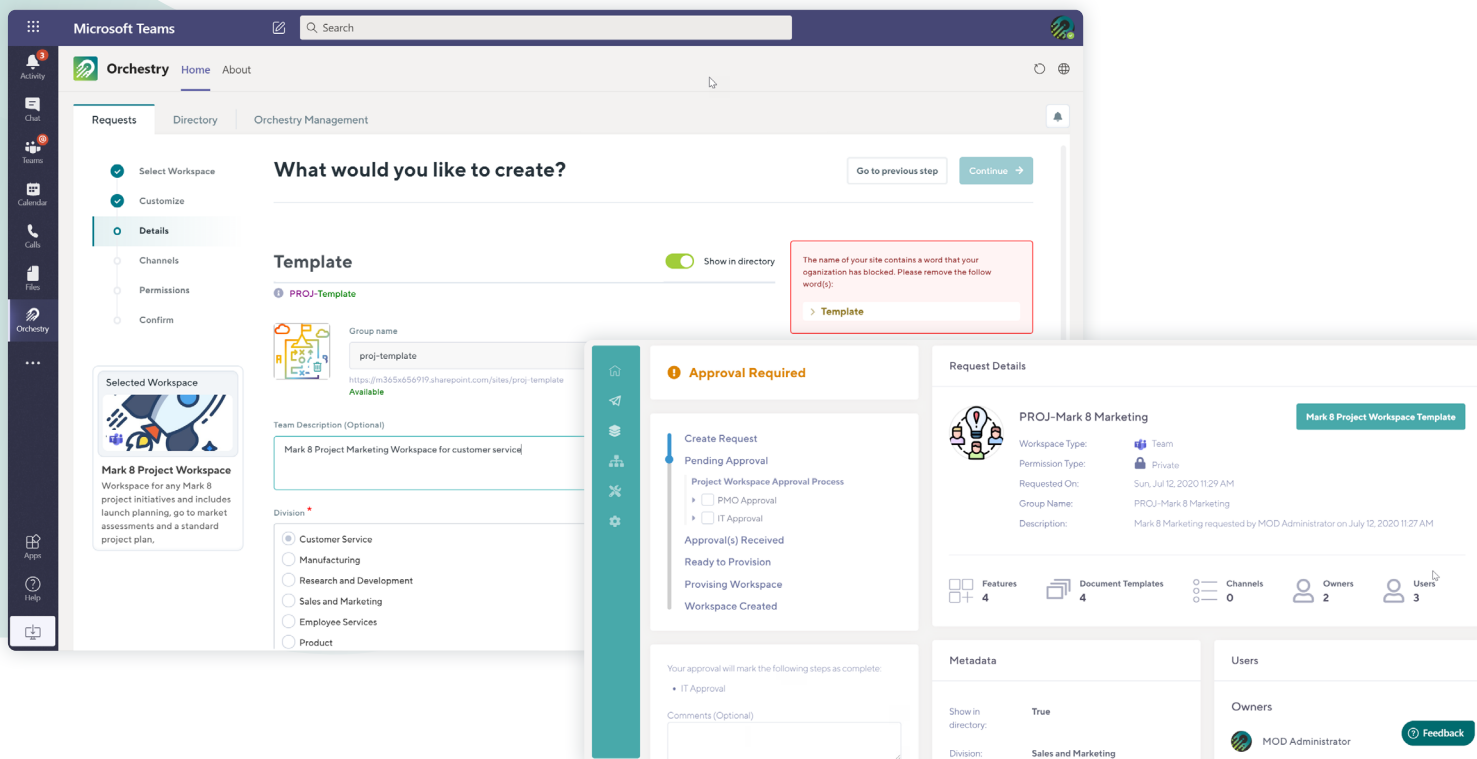 Microsoft Teams
Search
3
Activity
Chat
@
Teams
Calendar
Calls
Files
Orchestry
Apps
Help
Orchestry Home About
Requests Directory Orchestry Management
Select Workspace
Customize
Details
Channels
Permissions
Confirm
Selected Workspace
Mark 8 Project Workspace
Workspace for any Mark 8
project initiatives and includes
launch planning, go to market
assessments and a standard
project plan,
What would you like to create?
Go to previous step
Continue →
Template
Show in directory
PROJ-Template
Group name
proj-template
https://m365x656919.sharepoint.com/sites/proj-template
Available
Team Description (Optional)
Mark 8 Project Marketing Workspace for customer service
Division *
Customer Service
Manufacturing
Research and Development
Sales and Marketing
Employee Services
Product
The name of your site contains a word that your
oganization has blocked. Please remove the follow
word(s):
> Template
Approval Required
Create Request
Pending Approval
Project Workspace Approval Process
PMO Approval
IT Approval
Approval(s) Received
Ready to Provision
Provising Workspace
Workspace Created
Your approval will mark the following steps as complete:
• IT Approval
Comments (Optional)
Request Details
PROJ-Mark 8 Marketing
Mark 8 Project Workspace Template
Workspace Type: Team
Permission Type: Private
Requested On: Sun, Jul 12, 2020 11:29 AM
Group Name: PROJ-Mark 8 Marketing
Description: Mark 8 Marketing requested by MOD Administrator on July 12, 2020 11:27 AM
Features
4
Document Templates
4
Channels
0
Owners
2
Users
3
Metadata
Show in
directory:
True
Division: Sales and Marketing
Users
Owners
MOD Administrator
Feedback